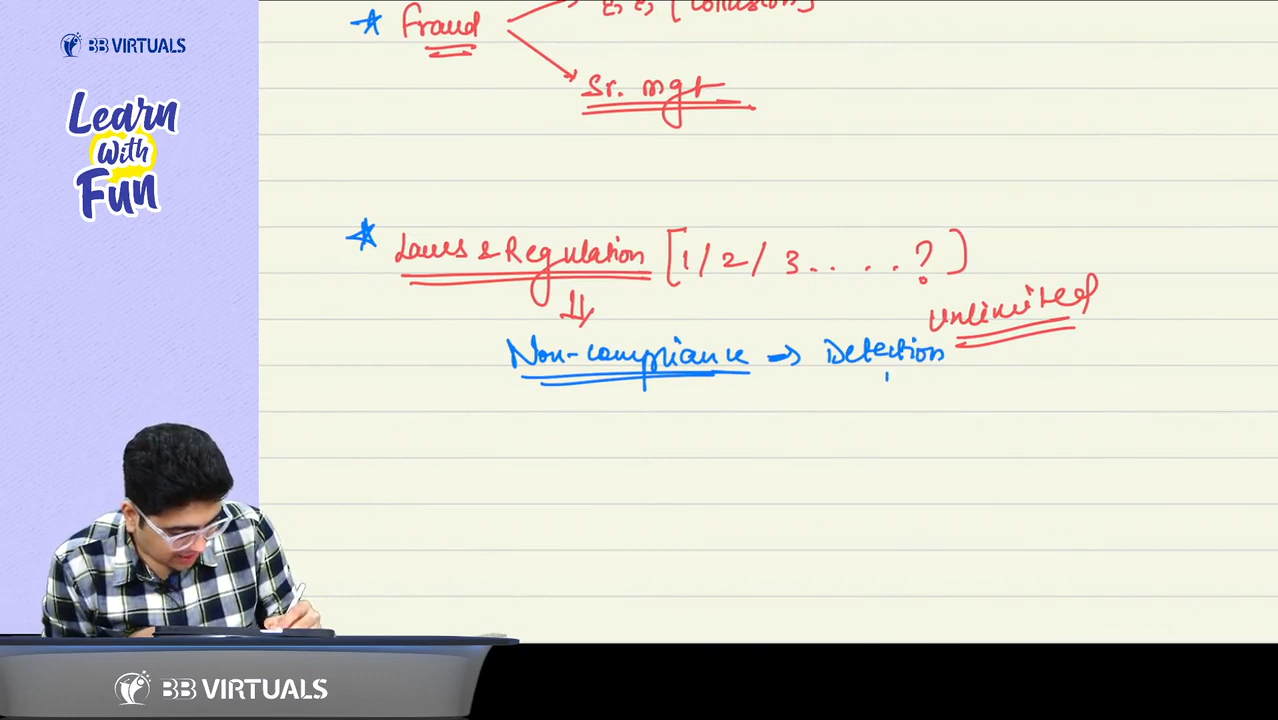 BB VIRTUALS
Learn
With
Fun
Fraud
Sr. mgt
Laws & Regulation [1/2/3.. . .. ?]
Unlimited
Non-compliance → Detection
BB VIRTUALS